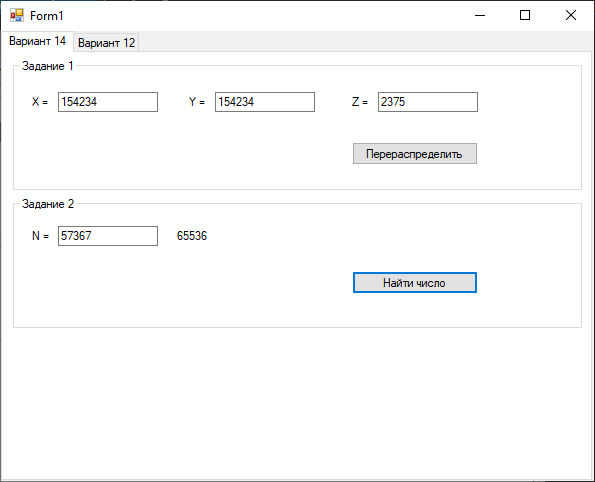 Form1
Вариант 14 Вариант 12
Задание 1
X = 154234 Y = 154234 Z = 2375
Перераспределить
Задание 2
N = 57367 65536
Найти число